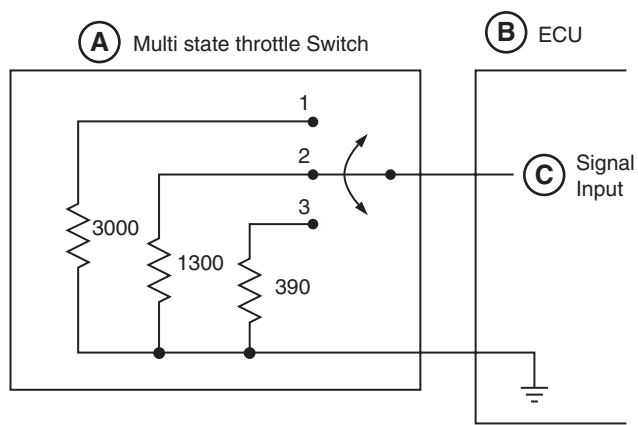 A Multi state throttle Switch
B ECU
1
2
3
C Signal
Input
3000
1300
390